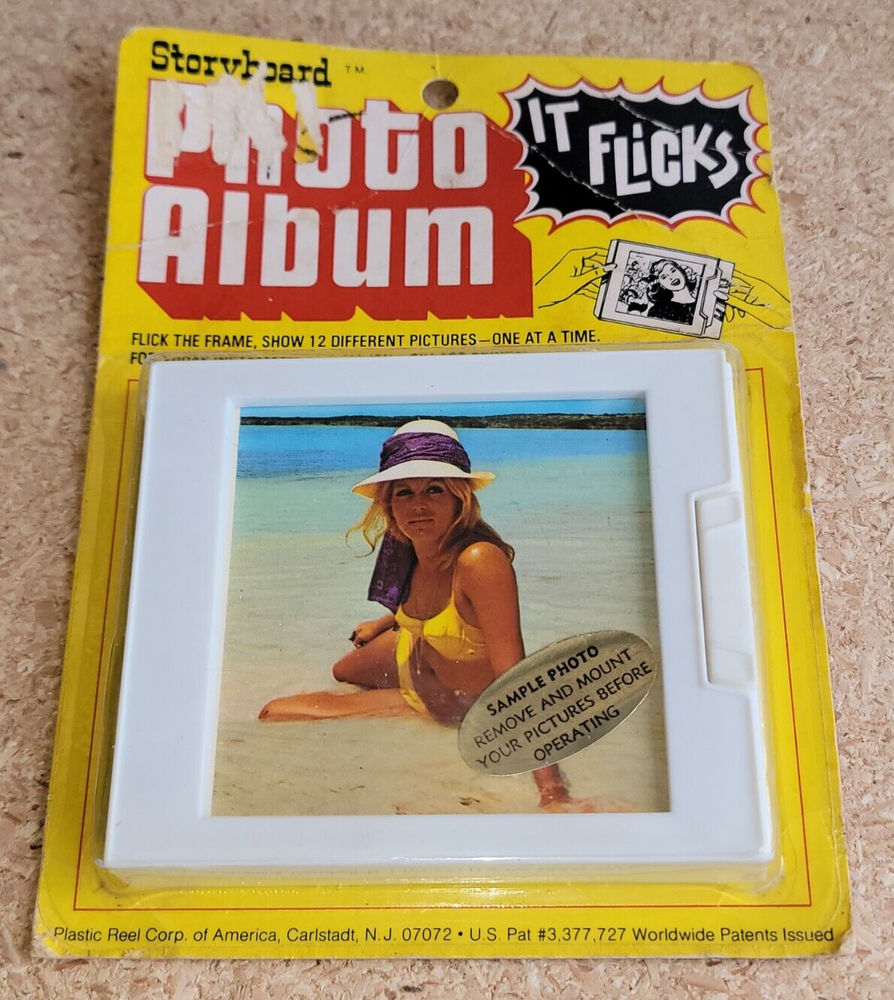 Storyboard T.M.
Photo
Album
IT
FLicKS
FLICK THE FRAME, SHOW 12 DIFFERENT PICTURES—ONE AT A TIME.
SAMPLE PHOTO
REMOVE AND MOUNT
YOUR PICTURES BEFORE
OPERATING
Plastic Reel Corp. of America, Carlstadt, N.J. 07072 • U.S. Pat #3,377,727 Worldwide Patents Issued